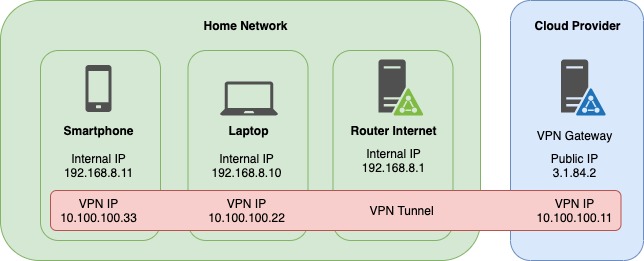 Home Network
Cloud Provider
Smartphone
Internal IP
192.168.8.11
Laptop
Internal IP
192.168.8.10
Router Internet
Internal IP
192.168.8.1
VPN Gateway
Public IP
3.1.84.2
VPN IP
10.100.100.33
VPN IP
10.100.100.22
VPN Tunnel
VPN IP
10.100.100.11